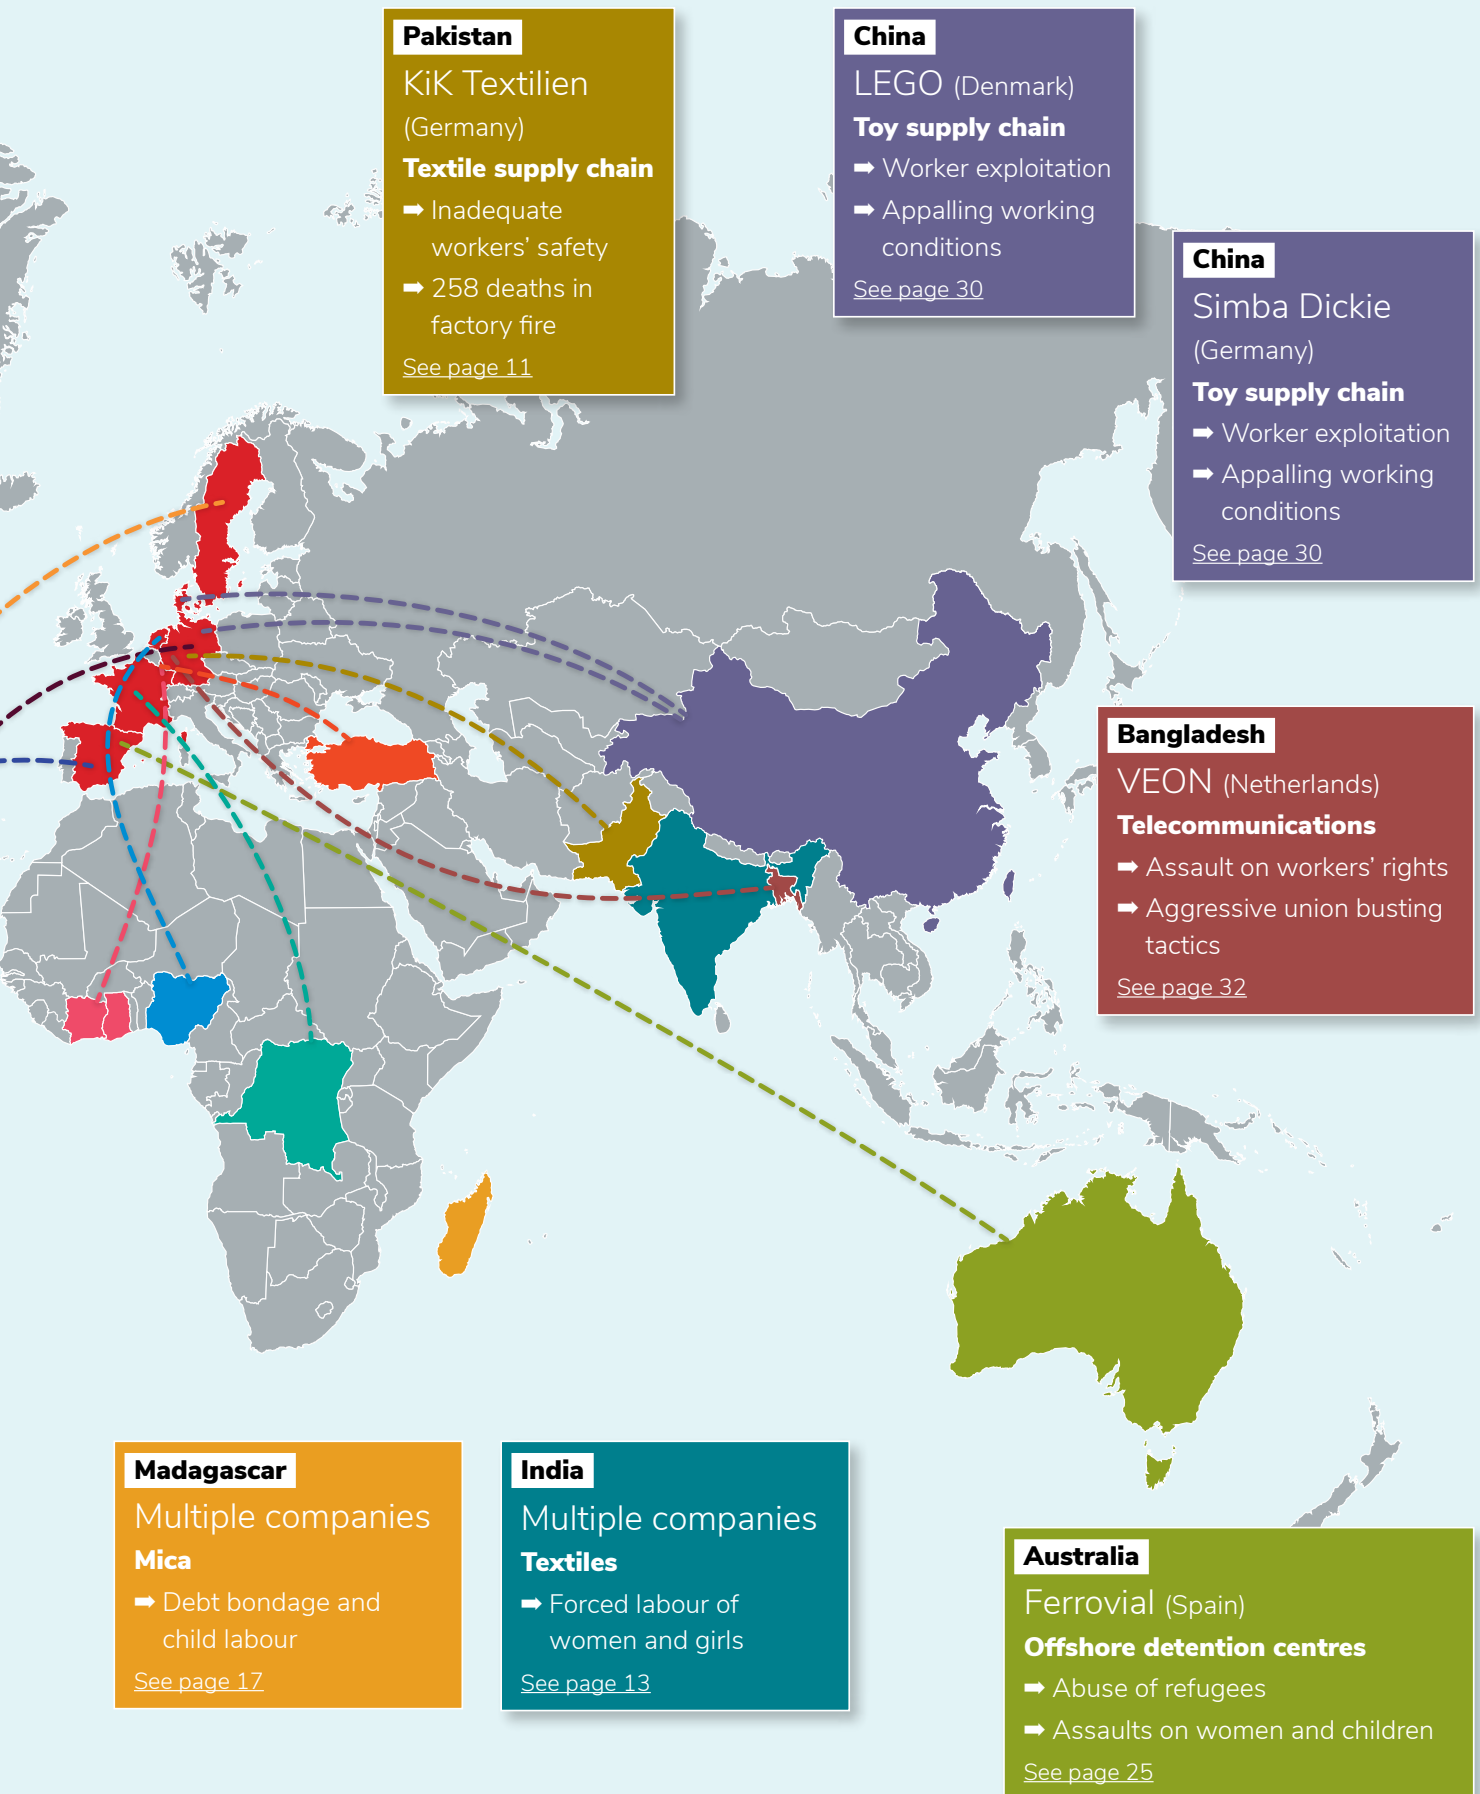 Pakistan
KiK Textilien
(Germany)
Textile supply chain
➡ Inadequate
workers’ safety
➡ 258 deaths in
factory fire
See page 11
China
LEGO (Denmark)
Toy supply chain
➡ Worker exploitation
➡ Appalling working
conditions
See page 30
China
Simba Dickie
(Germany)
Toy supply chain
➡ Worker exploitation
➡ Appalling working
conditions
See page 30
Bangladesh
VEON (Netherlands)
Telecommunications
➡ Assault on workers’ rights
➡ Aggressive union busting
tactics
See page 32
Madagascar
Multiple companies
Mica
➡ Debt bondage and
child labour
See page 17
India
Multiple companies
Textiles
➡ Forced labour of
women and girls
See page 13
Australia
Ferrovial (Spain)
Offshore detention centres
➡ Abuse of refugees
➡ Assaults on women and children
See page 25